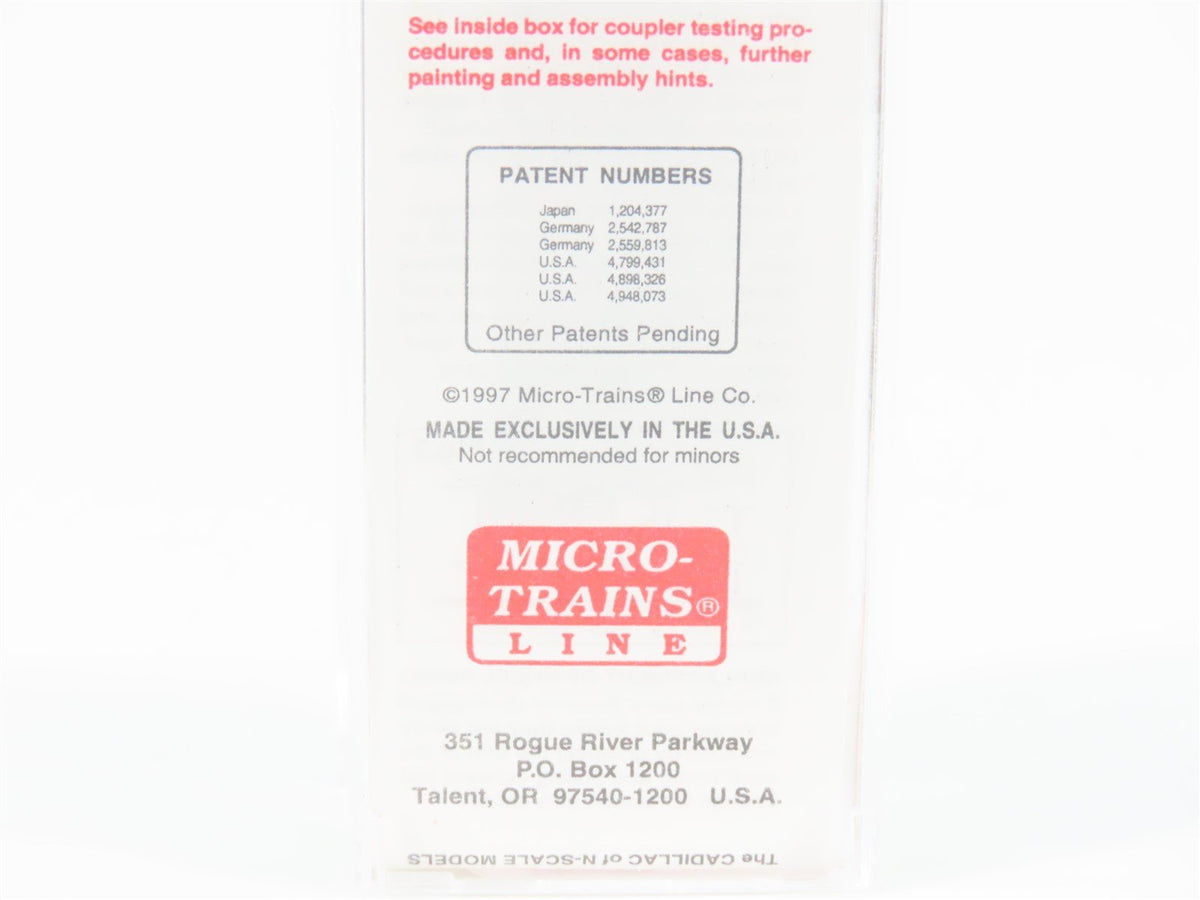 See inside box for coupler testing pro-
cedures and, in some cases, further
painting and assembly hints.
PATENT NUMBERS
Japan 1,204,377
Germany 2,542,787
Germany 2,559,813
U.S.A. 4,799,431
U.S.A. 4,898,326
U.S.A. 4,948,073
Other Patents Pending
©1997 Micro-Trains® Line Co.
MADE EXCLUSIVELY IN THE U.S.A.
Not recommended for minors
MICRO-
TRAINS®
LINE
351 Rogue River Parkway
P.O. Box 1200
Talent, OR 97540-1200 U.S.A.
The CADILLAC of N-SCALE MODELS